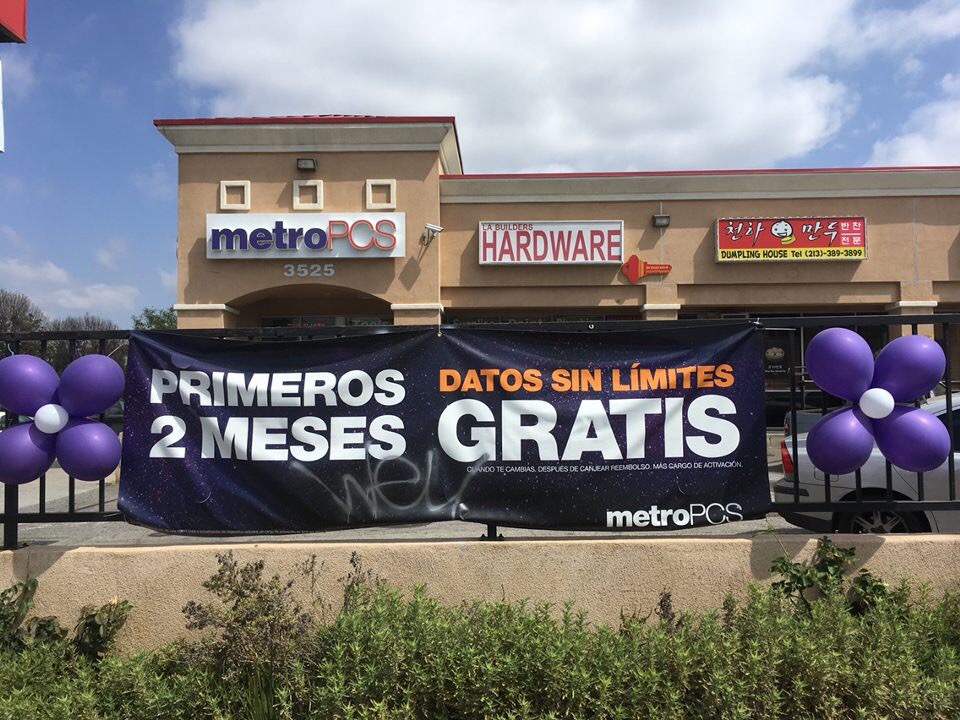 metroPCS
3525
LA BUILDERS
HARDWARE
천하 만두 반찬 전문
DUMPLING HOUSE Tel (213)-389-3899
PRIMEROS
2 MESES
DATOS SIN LÍMITES
GRATIS
CUANDO TE CAMBIAS. DESPUÉS DE CANJEAR REEMBOLSO. MÁS CARGO DE ACTIVACIÓN.
metroPCS